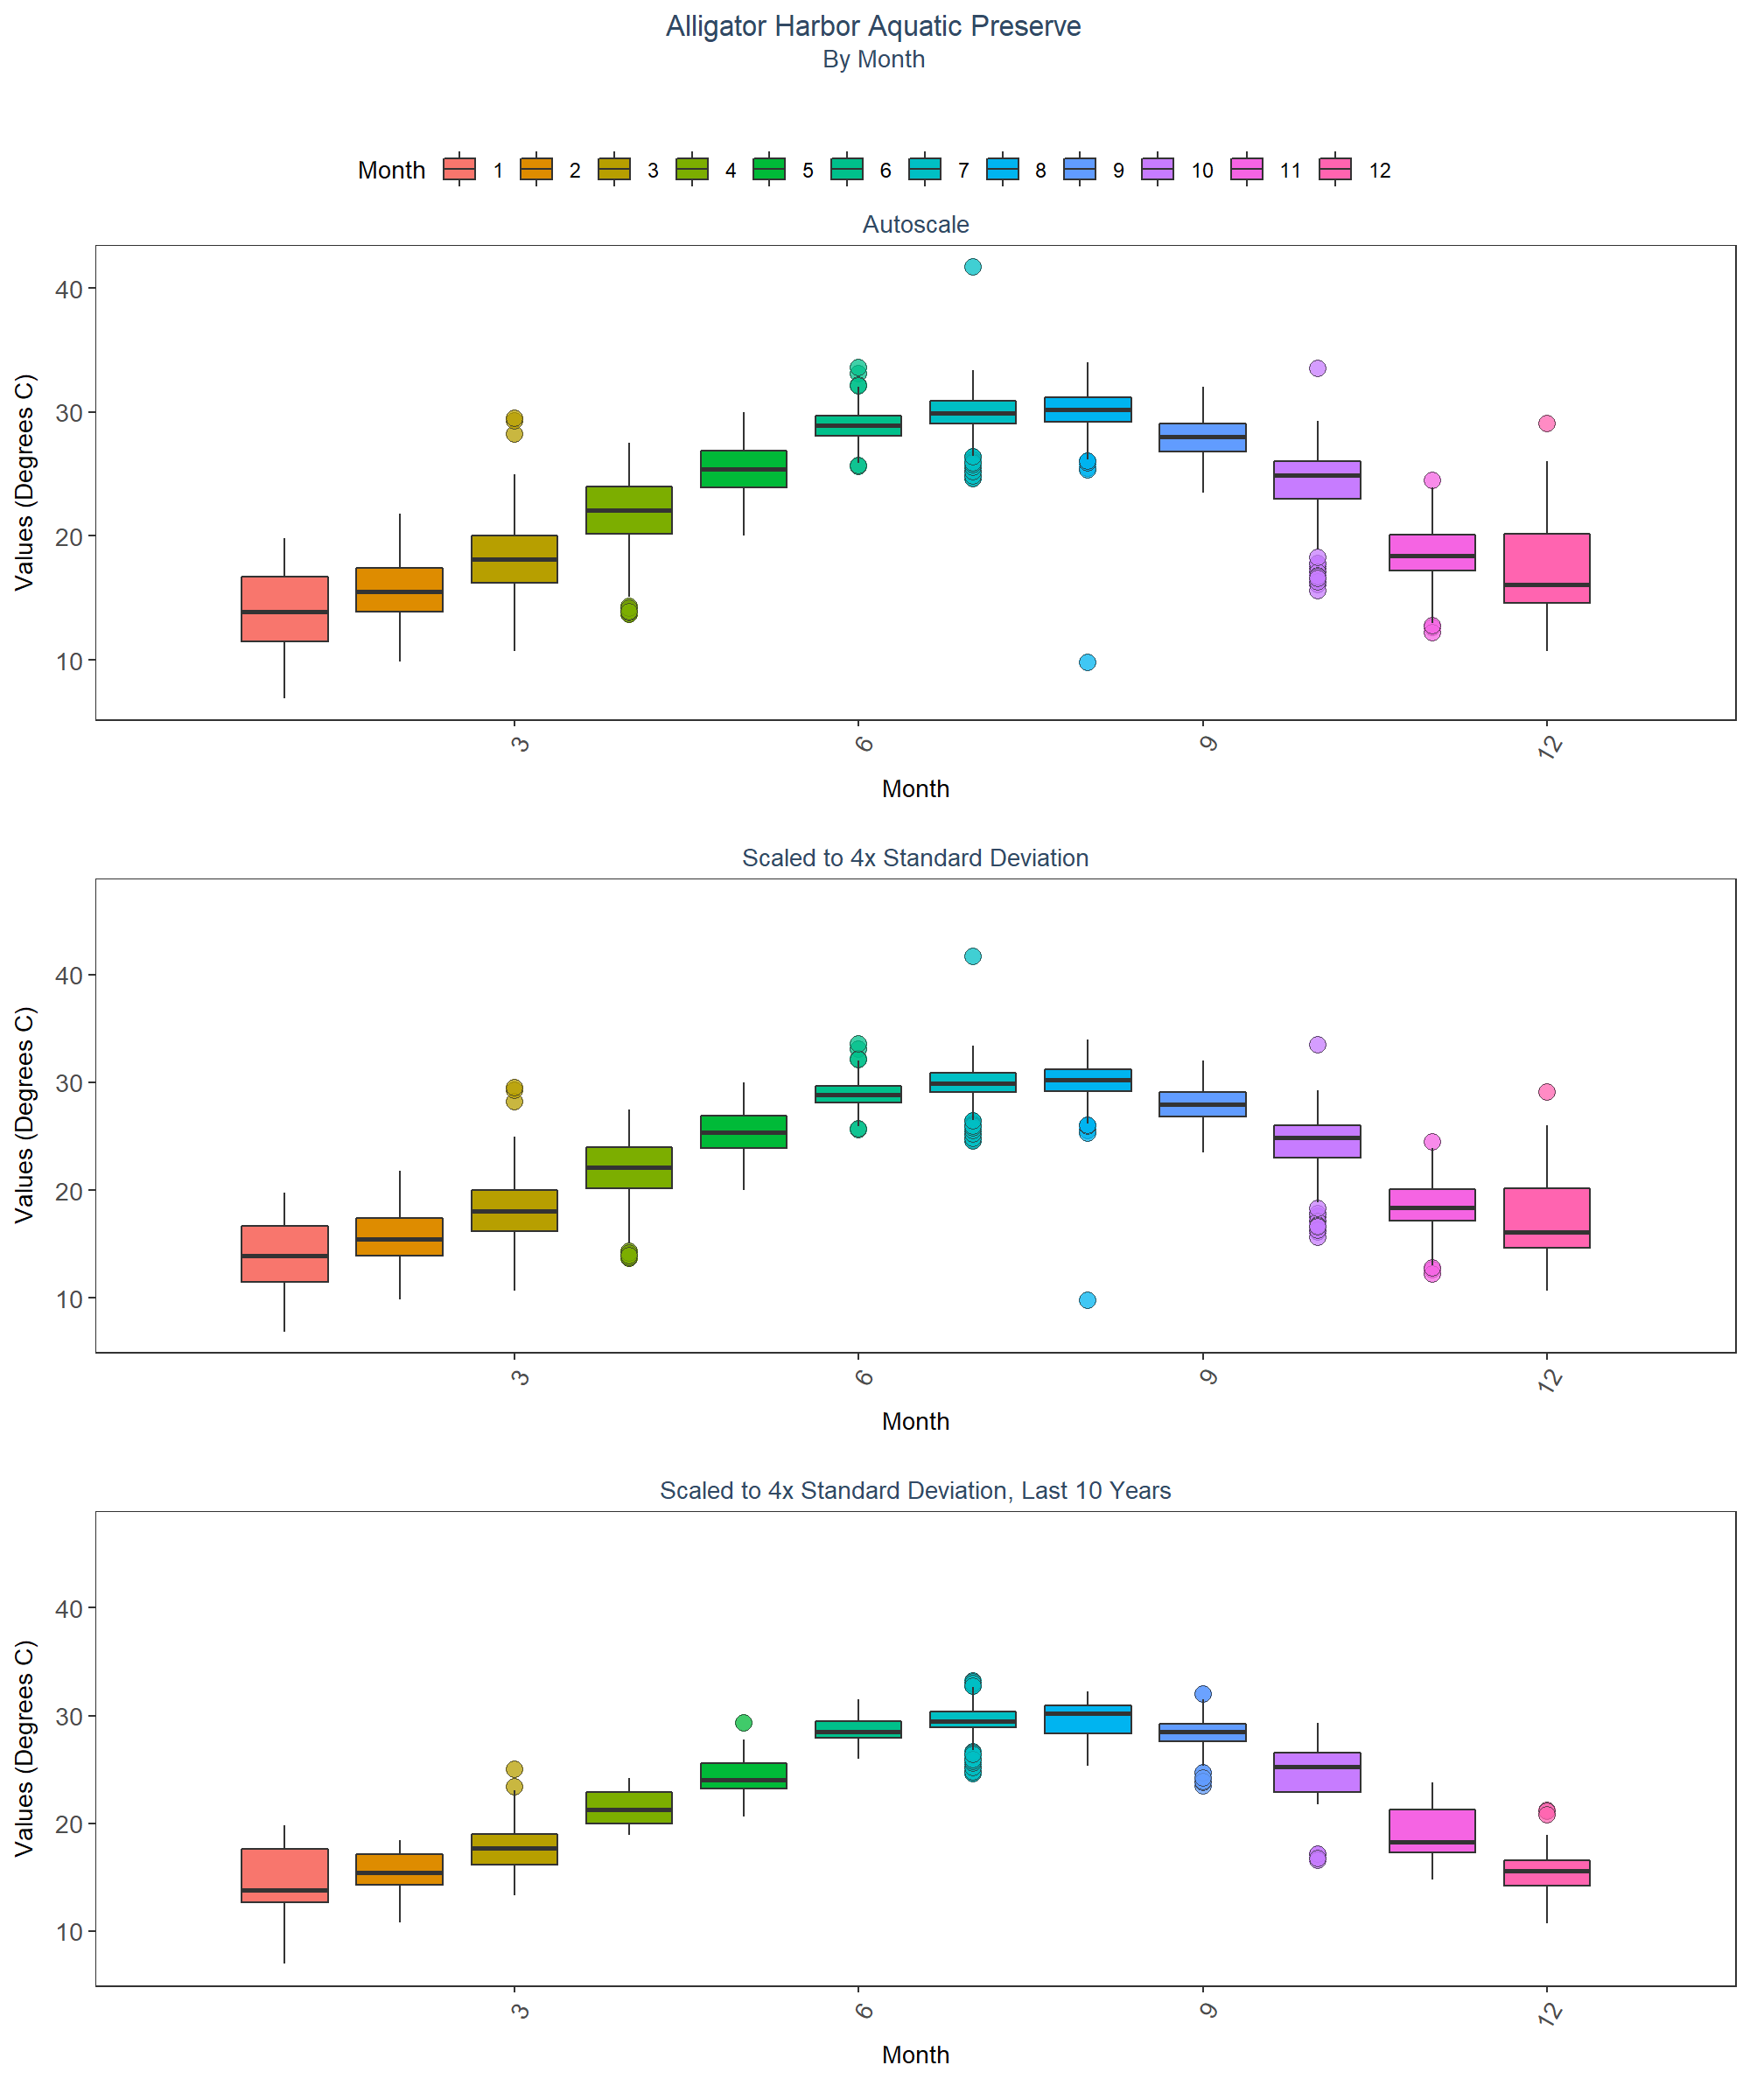 Alligator Harbor Aquatic Preserve
By Month
Month 1 2 3 4 5 6 7 8 9 10 11 12
Autoscale
Values (Degrees C)
40
30
20
10
3 6 9 12
Month
Scaled to 4x Standard Deviation
Values (Degrees C)
40
30
20
10
3 6 9 12
Month
Scaled to 4x Standard Deviation, Last 10 Years
Values (Degrees C)
40
30
20
10
3 6 9 12
Month